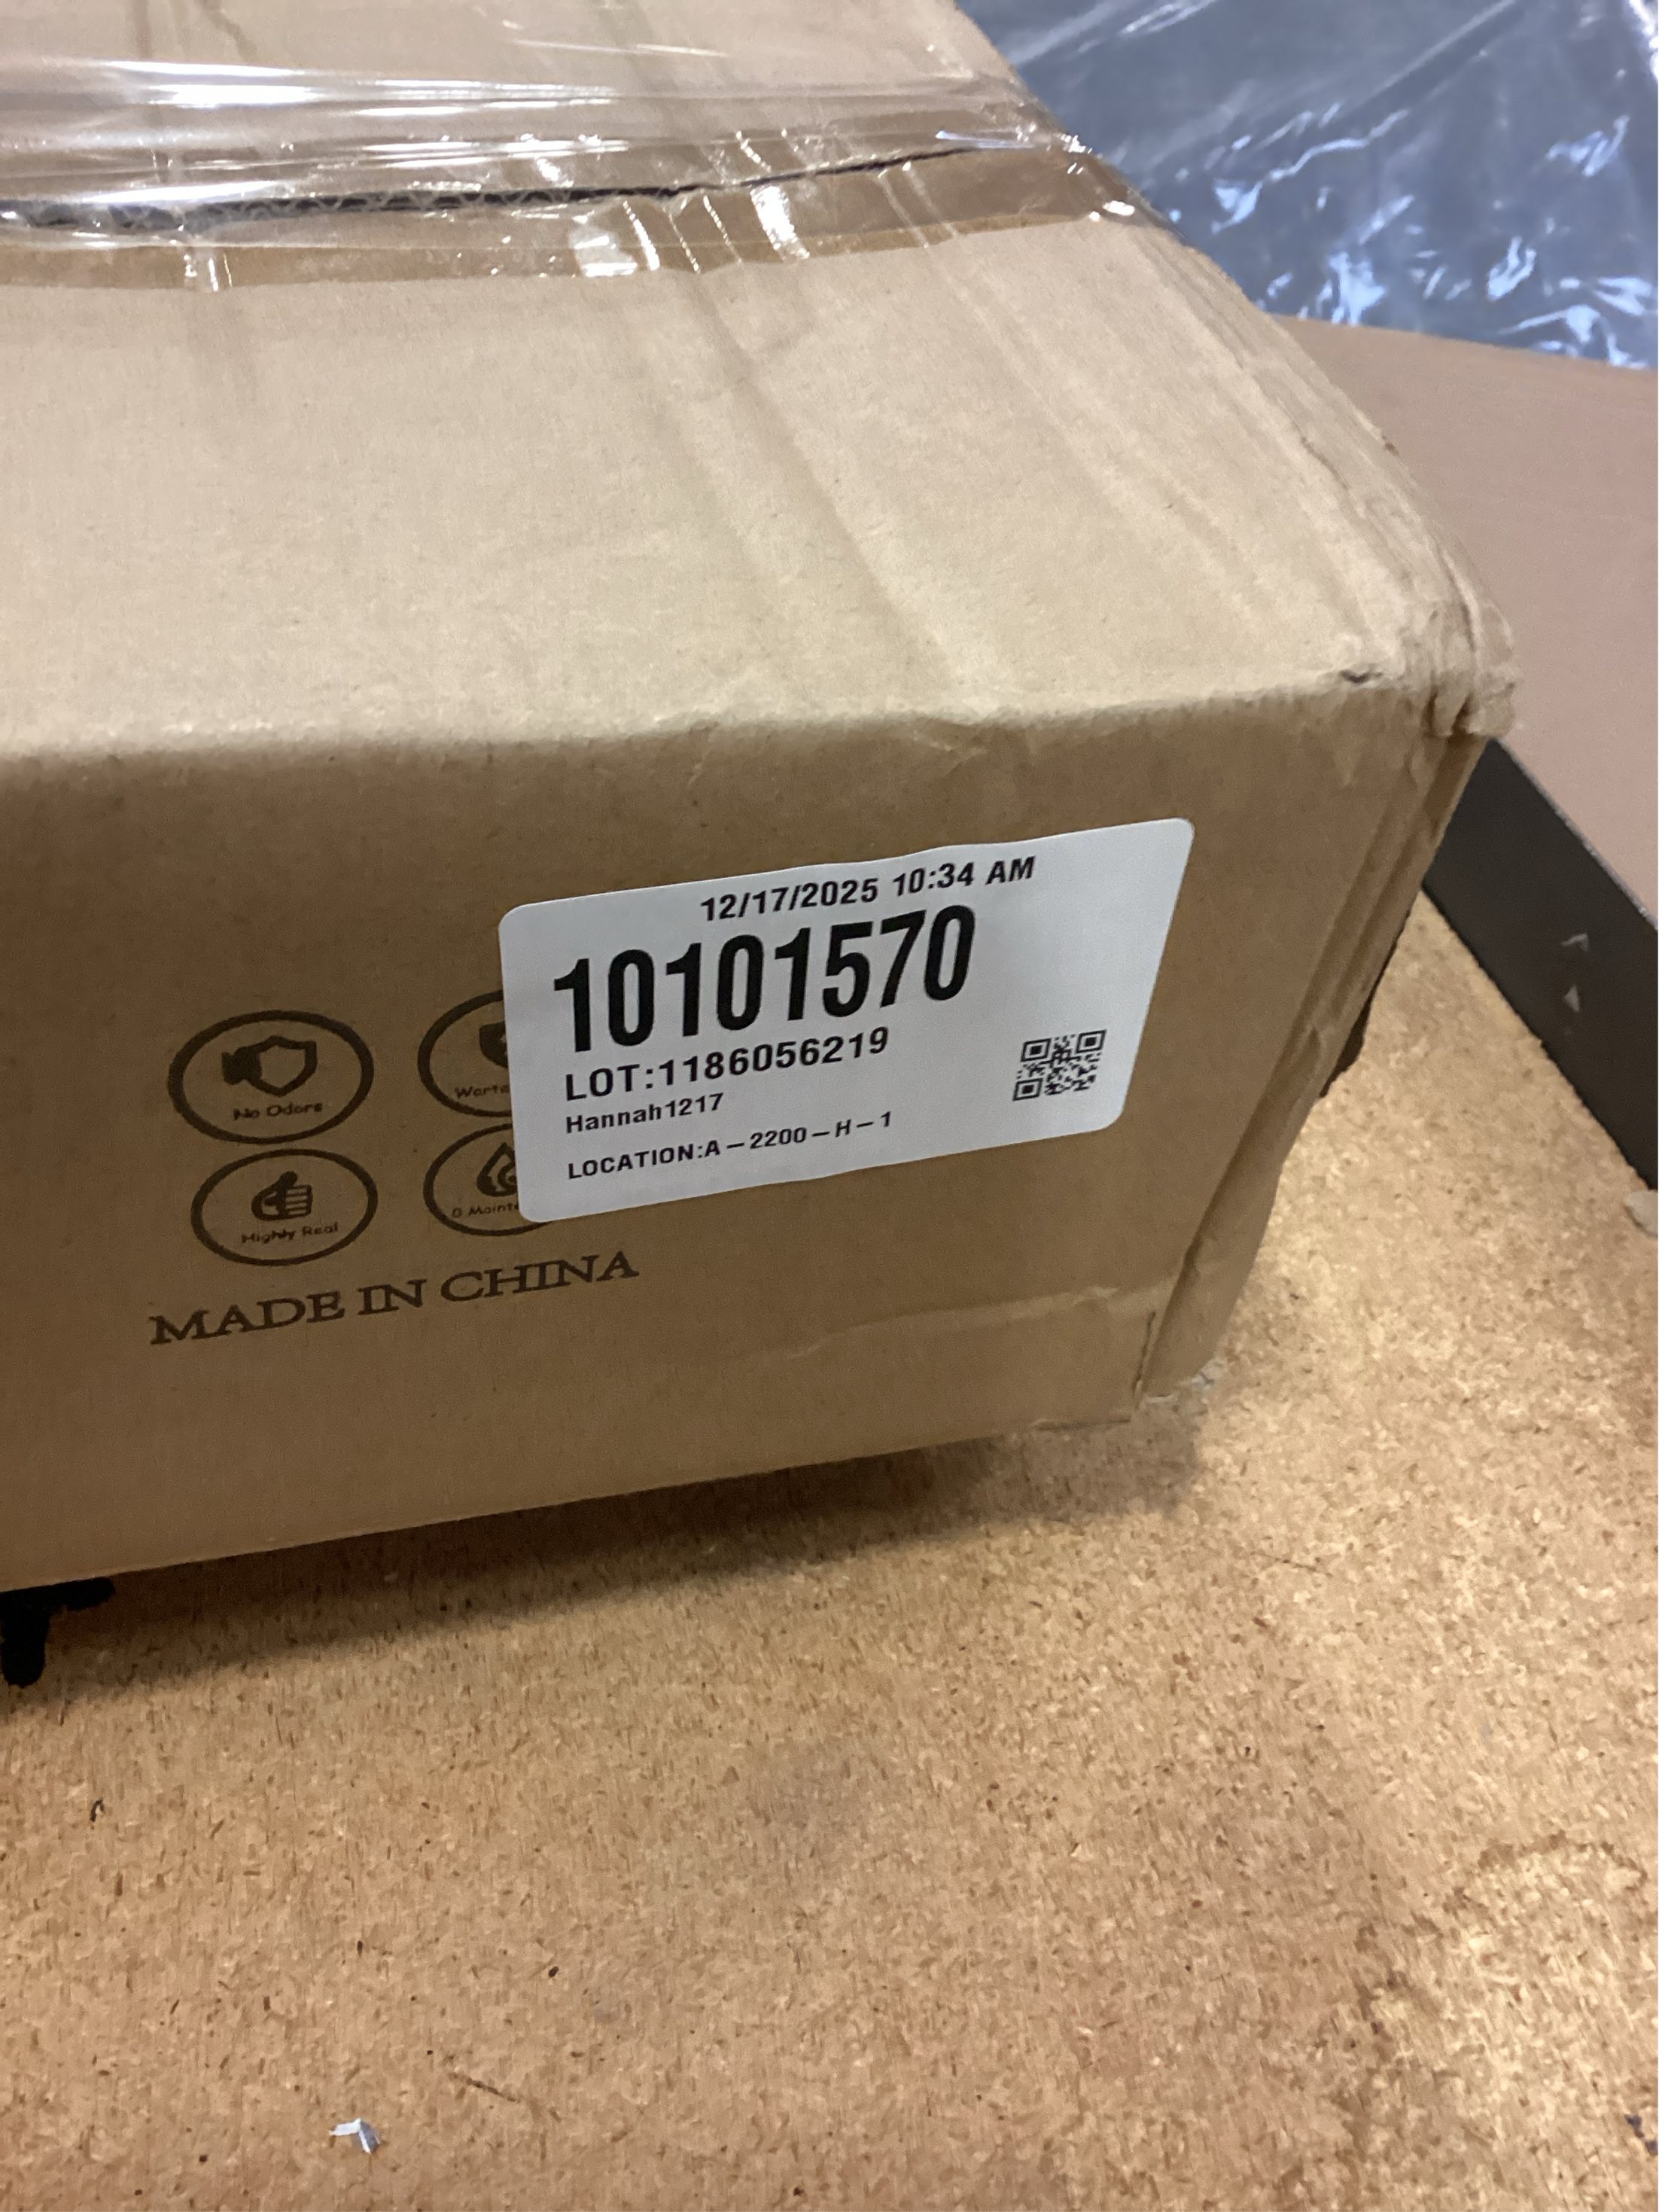 12/17/2025 10:34 AM
10101570
LOT:1186056219
Hannah1217
LOCATION:A-2200-H-1
No Odors
Highly Real
MADE IN CHINA